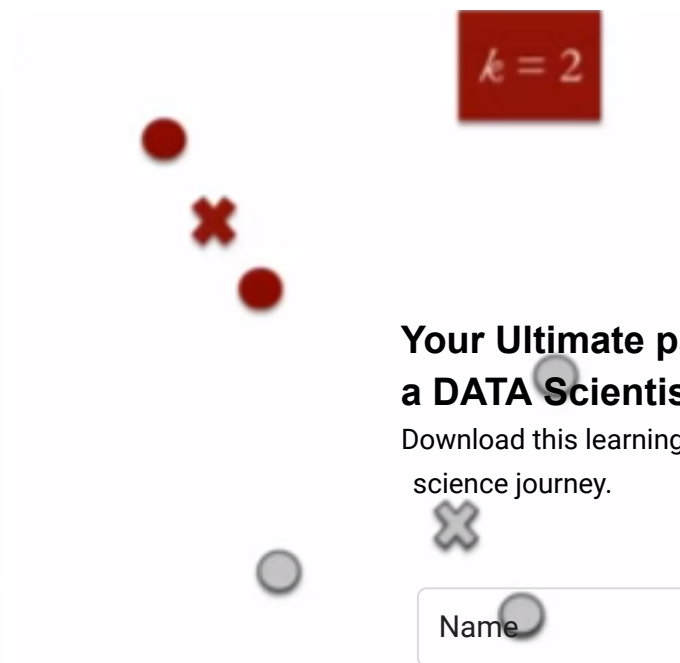 k = 2
Your Ultimate p
a DATA Scientis
Download this learning
science journey.
Name